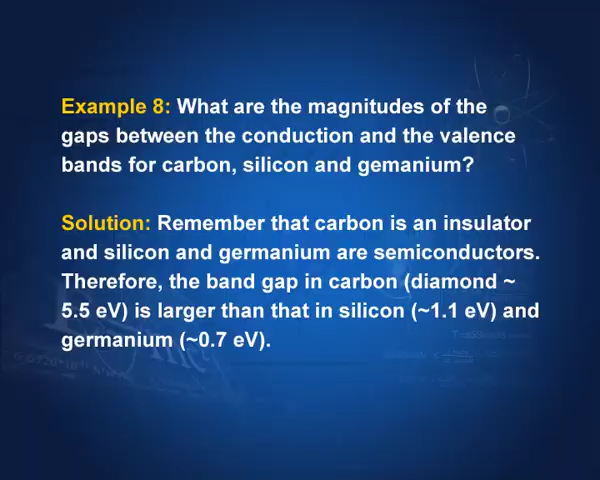 Example 8: What are the magnitudes of the
gaps between the conduction and the valence
bands for carbon, silicon and gemanium?
Solution: Remember that carbon is an insulator
and silicon and germanium are semiconductors.
Therefore, the band gap in carbon (diamond ~
5.5 eV) is larger than that in silicon (~1.1 eV) and
germanium (~0.7 eV).